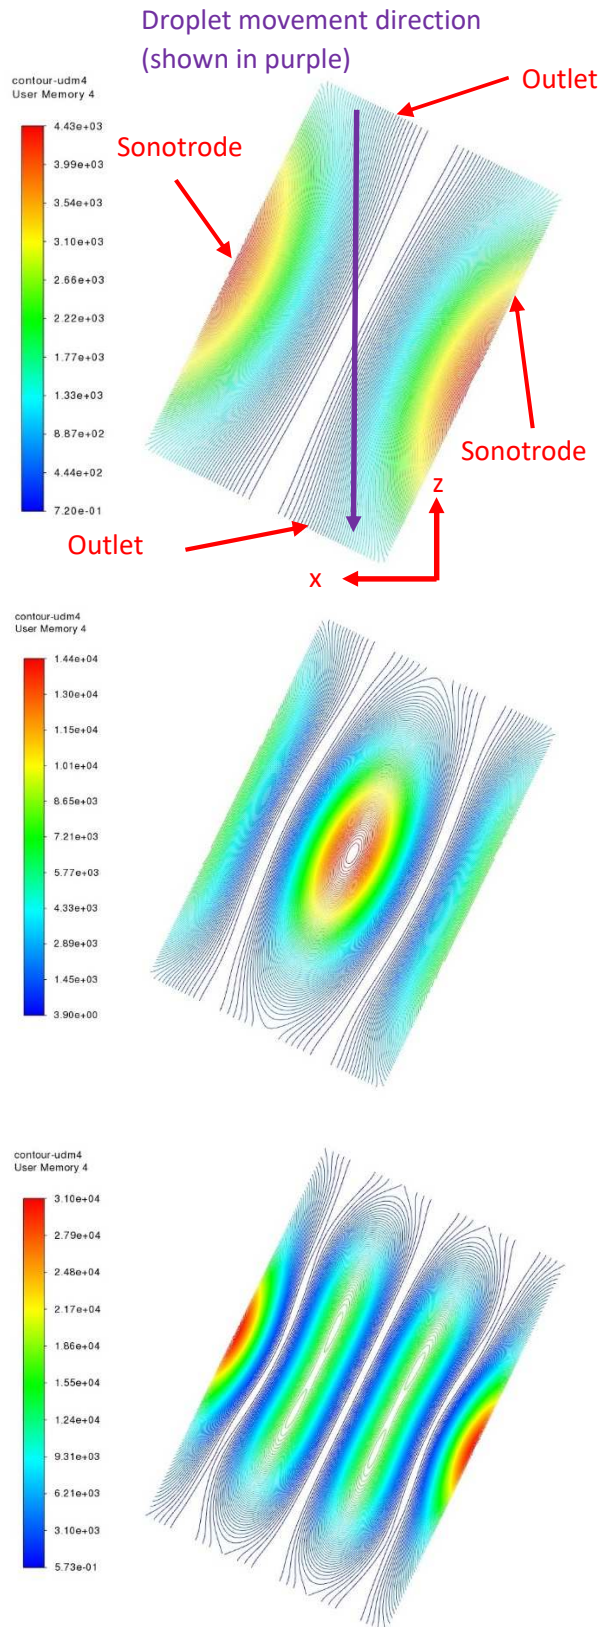 Droplet movement direction
(shown in purple)
contour-udm4
User Memory 4
Outlet
4.43e+03
Sonotrode
3.99e+03
3.54e+03
3.10e+03
2.66e+03
2.22e+03
1.77e+03
1.33e+03
8.87e+02
Sonotrode
4.44e+02
z
7.20e-01
Outlet
x
contour-udm4
User Memory 4
1.44e+04
1.30e+04
1.15e+04
1.01e+04
8.65e+03
7.21e+03
5.77e+03
4.33e+03
2.89e+03
1.45e+03
3.90e+00
contour-udm4
User Memory 4
3.10e+04
2.79e+04
2.48e+04
2.17e+04
1.86e+04
1.55e+04
1.24e+04
9.31e+03
6.21e+03
3.10e+03
5.73e-01